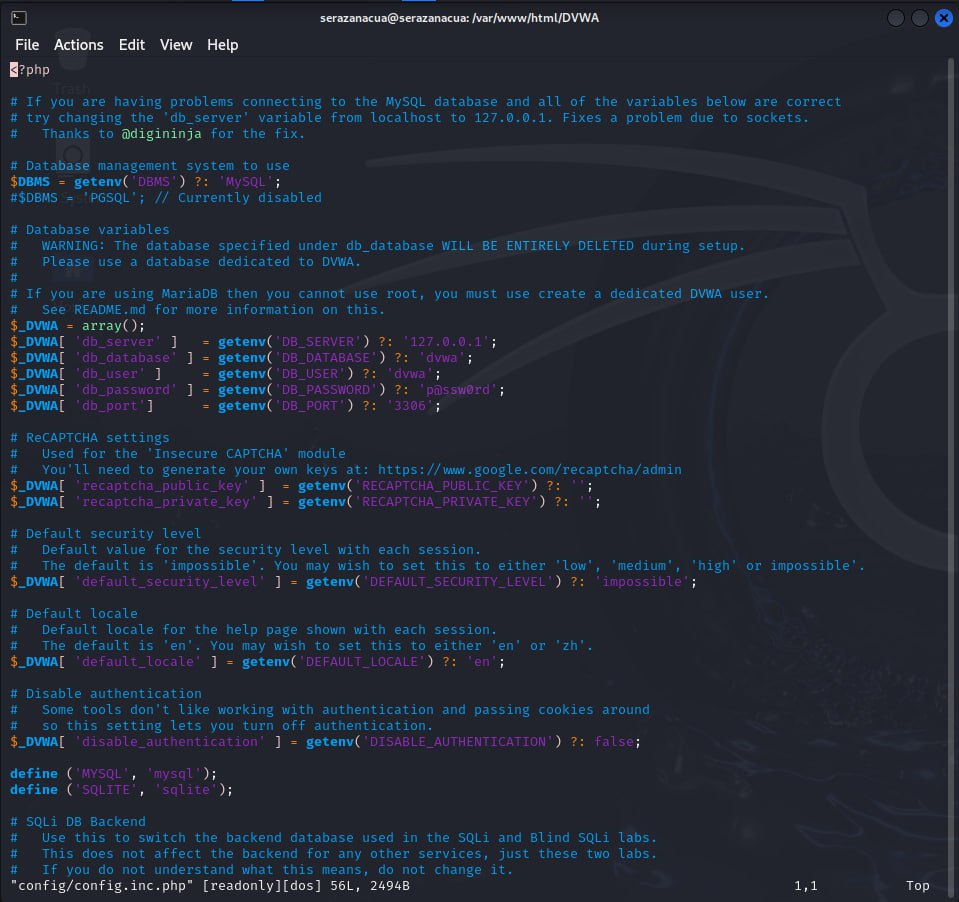 serazanacua@serazanacua: /var/www/html/DVWA
File Actions Edit View Help
<?php
Trash
# If you are having problems connecting to the MySQL database and all of the variables below are correct
# try changing the 'db_server' variable from localhost to 127.0.0.1. Fixes a problem due to sockets.
#   Thanks to @digininja for the fix.

# Database management system to use
$DBMS = getenv('DBMS') ?: 'MySQL';
#$DBMS = 'PGSQL'; // Currently disabled

# Database variables
#   WARNING: The database specified under db_database WILL BE ENTIRELY DELETED during setup.
#   Please use a database dedicated to DVWA.
#
# If you are using MariaDB then you cannot use root, you must use create a dedicated DVWA user.
#   See README.md for more information on this.
$_DVWA = array();
$_DVWA[ 'db_server' ]   = getenv('DB_SERVER') ?: '127.0.0.1';
$_DVWA[ 'db_database' ] = getenv('DB_DATABASE') ?: 'dvwa';
$_DVWA[ 'db_user' ]     = getenv('DB_USER') ?: 'dvwa';
$_DVWA[ 'db_password' ] = getenv('DB_PASSWORD') ?: 'p@ssw0rd';
$_DVWA[ 'db_port']      = getenv('DB_PORT') ?: '3306';

# ReCAPTCHA settings
#   Used for the 'Insecure CAPTCHA' module
#   You'll need to generate your own keys at: https://www.google.com/recaptcha/admin
$_DVWA[ 'recaptcha_public_key' ]  = getenv('RECAPTCHA_PUBLIC_KEY') ?: '';
$_DVWA[ 'recaptcha_private_key' ] = getenv('RECAPTCHA_PRIVATE_KEY') ?: '';

# Default security level
#   Default value for the security level with each session.
#   The default is 'impossible'. You may wish to set this to either 'low', 'medium', 'high' or impossible'.
$_DVWA[ 'default_security_level' ] = getenv('DEFAULT_SECURITY_LEVEL') ?: 'impossible';

# Default locale
#   Default locale for the help page shown with each session.
#   The default is 'en'. You may wish to set this to either 'en' or 'zh'.
$_DVWA[ 'default_locale' ] = getenv('DEFAULT_LOCALE') ?: 'en';

# Disable authentication
#   Some tools don't like working with authentication and passing cookies around
#   so this setting lets you turn off authentication.
$_DVWA[ 'disable_authentication' ] = getenv('DISABLE_AUTHENTICATION') ?: false;

define ('MYSQL', 'mysql');
define ('SQLITE', 'sqlite');

# SQLi DB Backend
#   Use this to switch the backend database used in the SQLi and Blind SQLi labs.
#   This does not affect the backend for any other services, just these two labs.
#   If you do not understand what this means, do not change it.
"config/config.inc.php" [readonly][dos] 56L, 2494B 1,1 Top